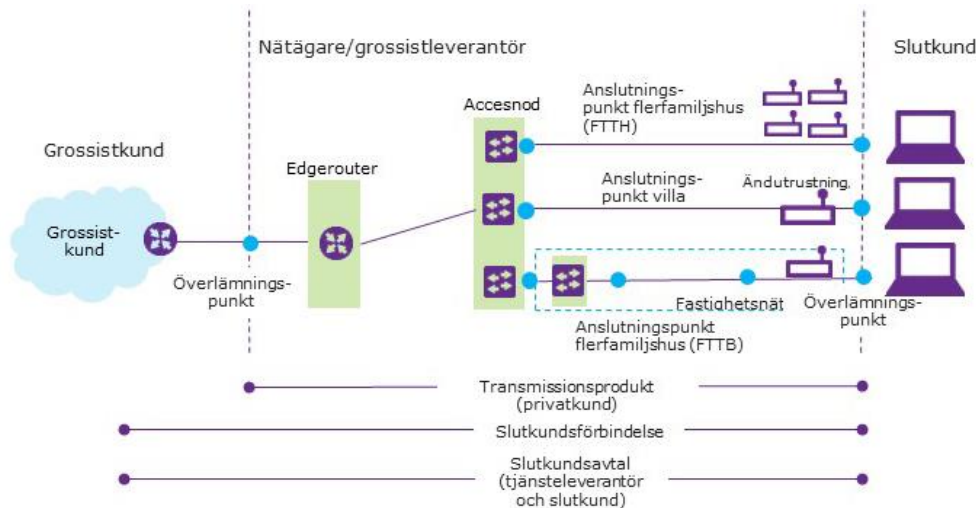 Nätägare/grossistleverantör
Slutkund
Grossistkund
Grossist-
kund
Överlämnings-
punkt
Edgerouter
Accesnod
Anslutnings-
punkt flerfamiljshus
(FTTH)
Anslutnings-
punkt villa
Ändutrustning.
Fastighetsnät
Anslutningspunkt
flerfamiljshus (FTTB)
Överlämnings-
punkt
Transmissionsprodukt
(privatkund)
Slutkundsförbindelse
Slutkundsavtal
(tjänsteleverantör
och slutkund)